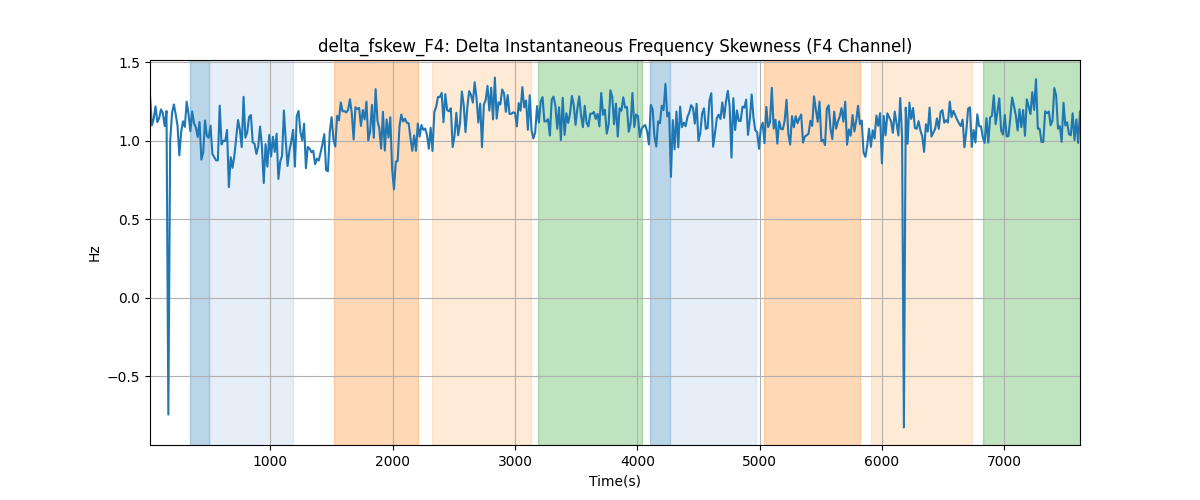 delta_fskew_F4: Delta Instantaneous Frequency Skewness (F4 Channel)
1.5
1.0
0.5
0.0
−0.5
Hz
1000 2000 3000 4000 5000 6000 7000
Time(s)